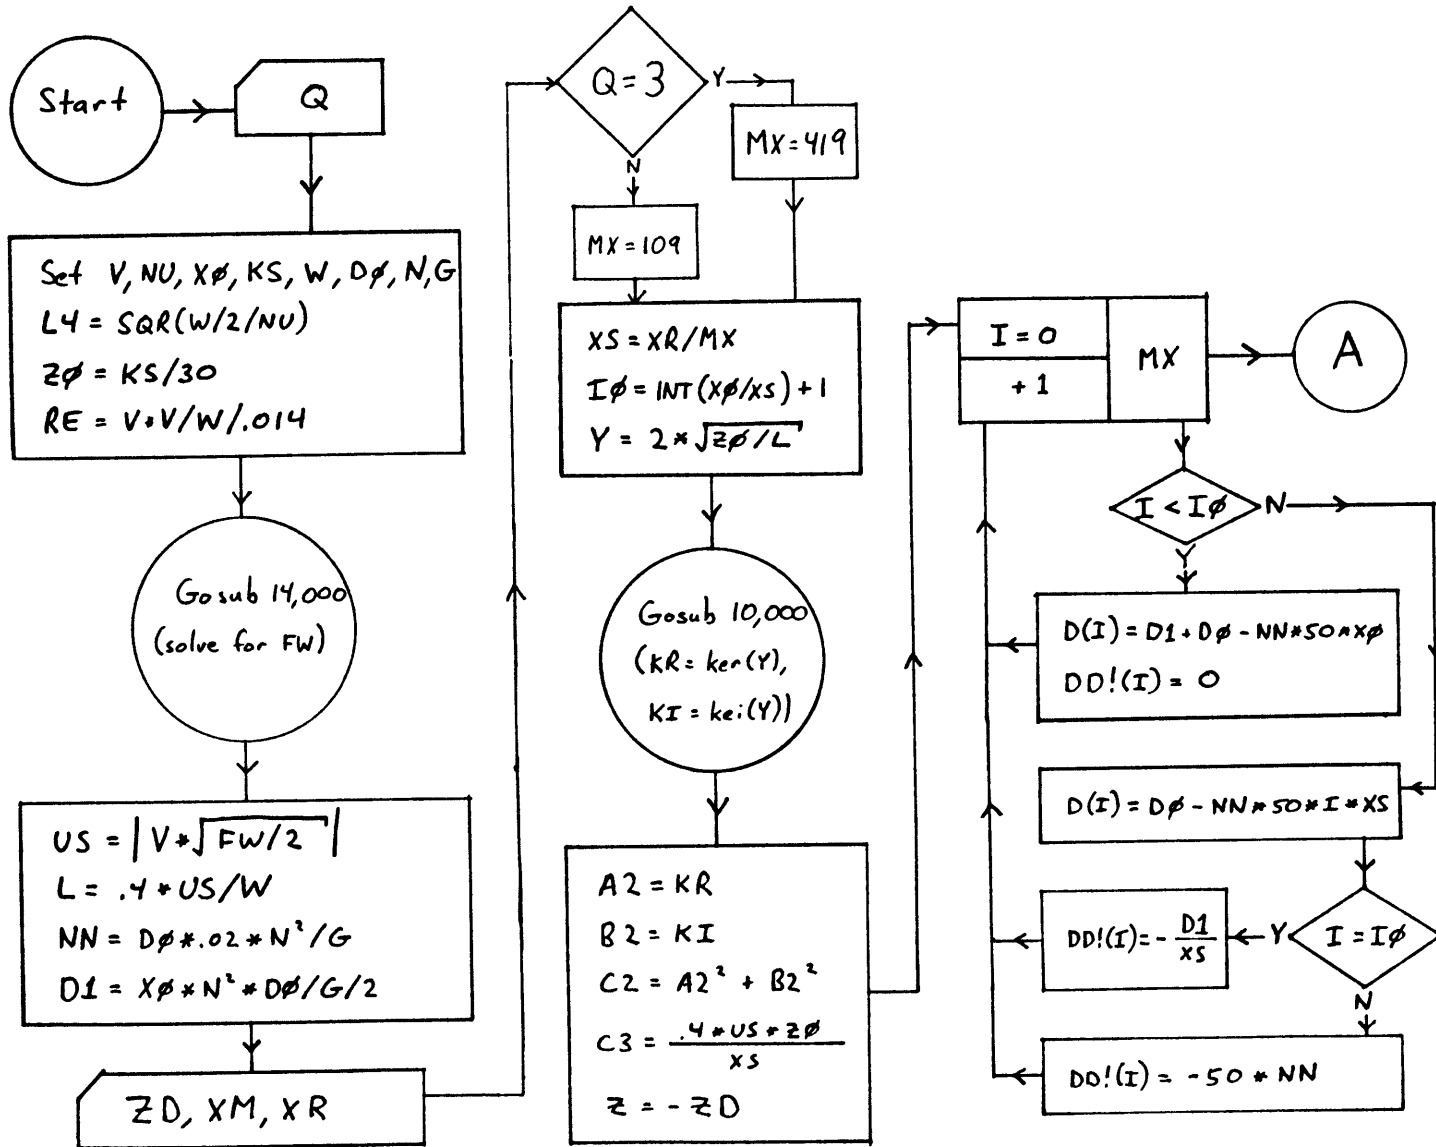 Start
Q
Set V, NU, XØ, KS, W, DØ, N, G
L4 = SQR(W/2/NU)
ZØ = KS/30
RE = V*V/W/.014
Gosub 14,000
(solve for FW)
US = |V*√FW/2|
L = .4 * US/W
NN = DØ*.02*N²/G
D1 = XØ*N²*DØ/G/2
ZD, XM, XR
Q=3
Y
N
MX=419
MX=109
XS = XR/MX
IØ = INT(XØ/XS)+1
Y = 2*√ZØ/L
Gosub 10,000
(KR = ker(Y),
KI = kei(Y))
A2 = KR
B2 = KI
C2 = A2² + B2²
C3 = .4*US*ZØ
XS
Z = -ZD
I = 0
+ 1
MX
A
I < IØ
N
Y
D(I) = D1+DØ-NN*50*XØ
DD!(I) = 0
D(I) = DØ-NN*50*I*XS
DD!(I) = - D1
XS
Y
I = IØ
N
DD!(I) = -50 * NN